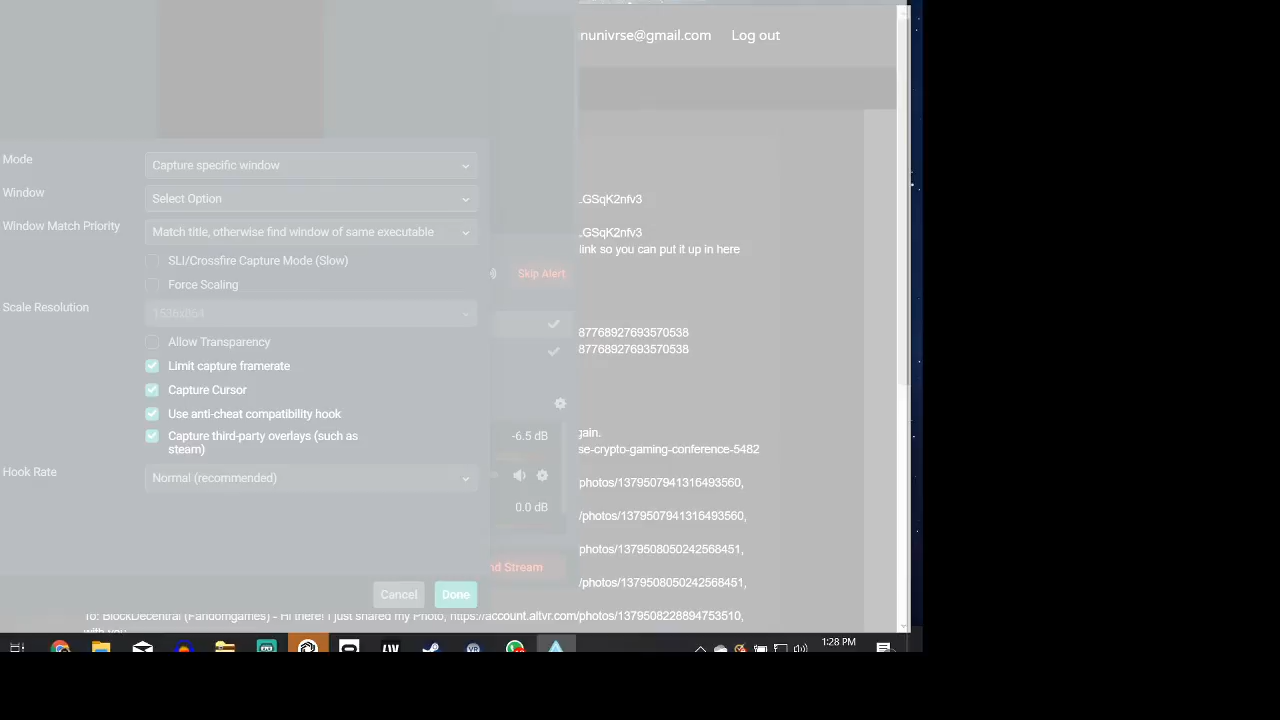 nunivrse@gmail.com Log out
Mode Capture specific window
Window Select Option
Window Match Priority Match title, otherwise find window of same executable
SLI/Crossfire Capture Mode (Slow)
Force Scaling
Scale Resolution 1536x864
Allow Transparency
Limit capture framerate
Capture Cursor
Use anti-cheat compatibility hook
Capture third-party overlays (such as
steam)
Hook Rate Normal (recommended)
Cancel Done
Skip Alert
-6.5 dB
0.0 dB
nd Stream
.GSqK2nfv3
.GSqK2nfv3
link so you can put it up in here
87768927693570538
87768927693570538
gain.
se-crypto-gaming-conference-5482
/photos/1379507941316493560,
/photos/1379507941316493560,
/photos/1379508050242568451,
/photos/1379508050242568451,
To: BlockDecentral (Fandomgames) - Hi there! I just shared my Photo, https://account.altvr.com/photos/1379508228894753510,
with you
1:28 PM